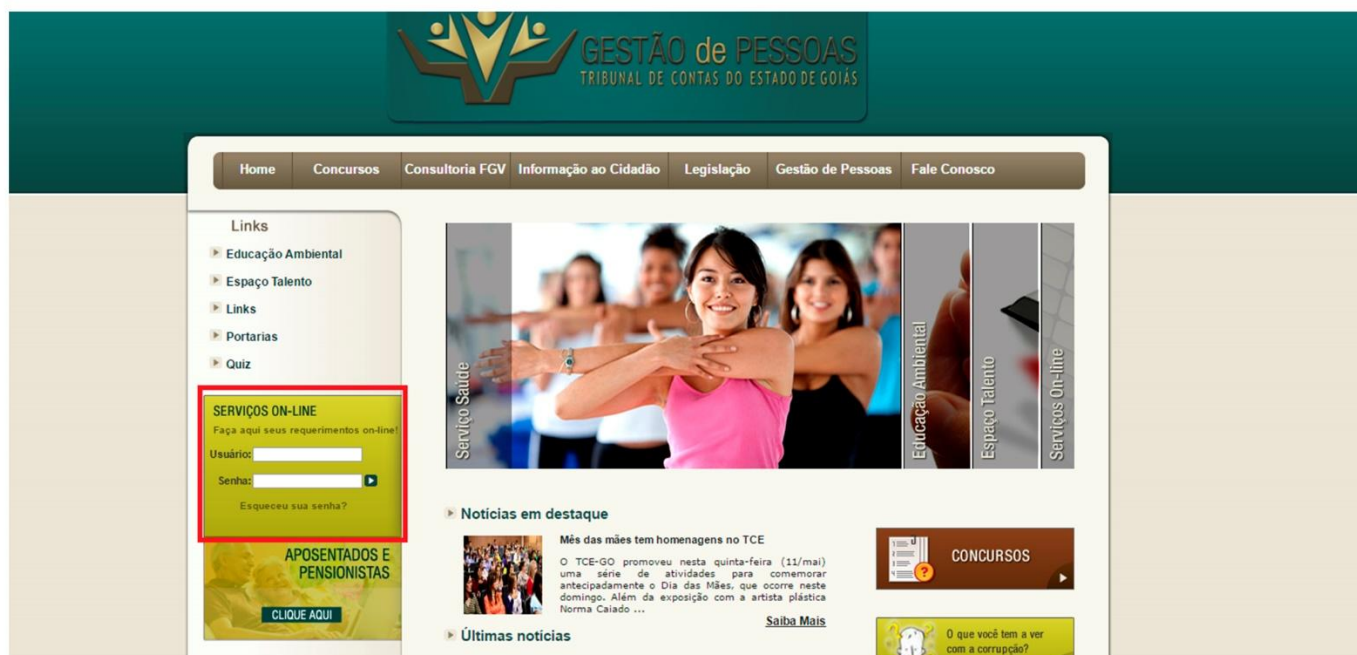 GESTÃO de PESSOAS
TRIBUNAL DE CONTAS DO ESTADO DE GOIÁS
Home
Concursos
Consultoria FGV
Informação ao Cidadão
Legislação
Gestão de Pessoas
Fale Conosco
Links
Educação Ambiental
Espaço Talento
Links
Portarias
Quiz
SERVIÇOS ON-LINE
Faça aqui seus requerimentos on-line!
Usuário:
Senha:
Esqueceu sua senha?
APOSENTADOS E
PENSIONISTAS
CLIQUE AQUI
Serviço Saúde
Educação Ambiental
Espaço Talento
Serviços On-line
Notícias em destaque
Mês das mães tem homenagens no TCE
O TCE-GO promoveu nesta quinta-feira (11/mai)
uma série de atividades para comemorar
antecipadamente o Dia das Mães, que ocorre neste
domingo. Além da exposição com a artista plástica
Norma Caiado ...
Saiba Mais
Últimas notícias
CONCURSOS
O que você tem a ver
com a corrupção?